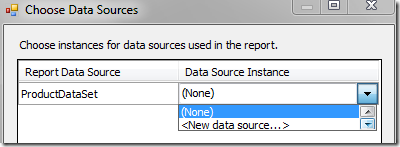 Choose Data Sources
Choose instances for data sources used in the report.
Report Data Source Data Source Instance
ProductDataSet (None)
(None)
<New data source...>